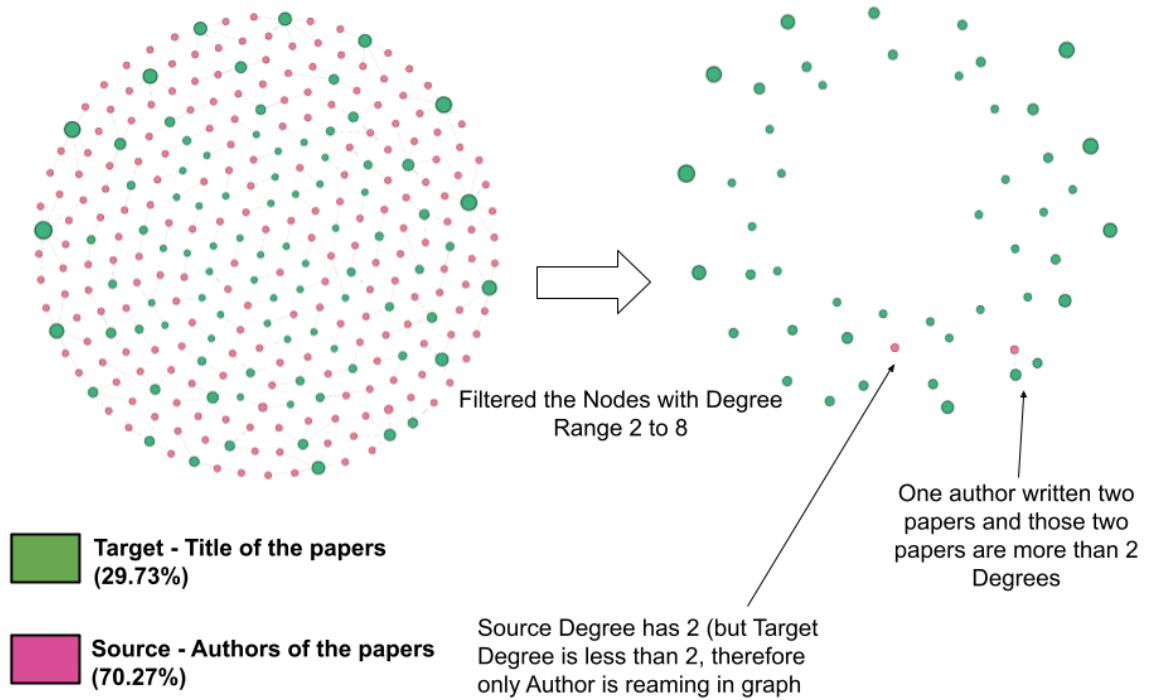 Filtered the Nodes with Degree
Range 2 to 8
One author written two
papers and those two
papers are more than 2
Degrees
Target - Title of the papers
(29.73%)
Source - Authors of the papers
(70.27%)
Source Degree has 2 (but Target
Degree is less than 2, therefore
only Author is reaming in graph